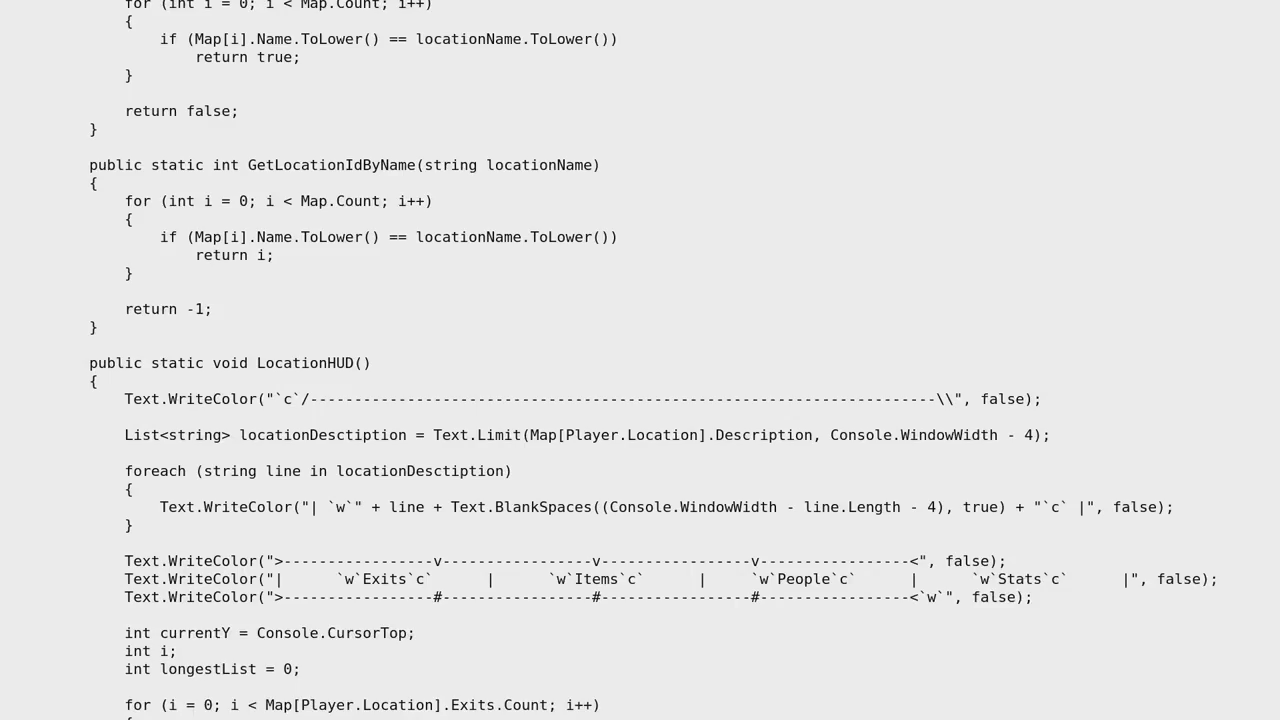 for (int i = 0; i < Map.Count; i++)
{
if (Map[i].Name.ToLower() == locationName.ToLower())
return true;
}
return false;
}
public static int GetLocationIdByName(string locationName)
{
for (int i = 0; i < Map.Count; i++)
{
if (Map[i].Name.ToLower() == locationName.ToLower())
return i;
}
return -1;
}
public static void LocationHUD()
{
Text.WriteColor("`c`/-----------------------------------------------------------------------\\", false);
List<string> locationDesctiption = Text.Limit(Map[Player.Location].Description, Console.WindowWidth - 4);
foreach (string line in locationDesctiption)
{
Text.WriteColor("| `w`" + line + Text.BlankSpaces((Console.WindowWidth - line.Length - 4), true) + "`c` |", false);
}
Text.WriteColor(">-----------------v-----------------v-----------------v-----------------<", false);
Text.WriteColor("|      `w`Exits`c`      |      `w`Items`c`      |     `w`People`c`      |      `w`Stats`c`      |", false);
Text.WriteColor(">-----------------#-----------------#-----------------#-----------------<`w`", false);
int currentY = Console.CursorTop;
int i;
int longestList = 0;
for (i = 0; i < Map[Player.Location].Exits.Count; i++)
{